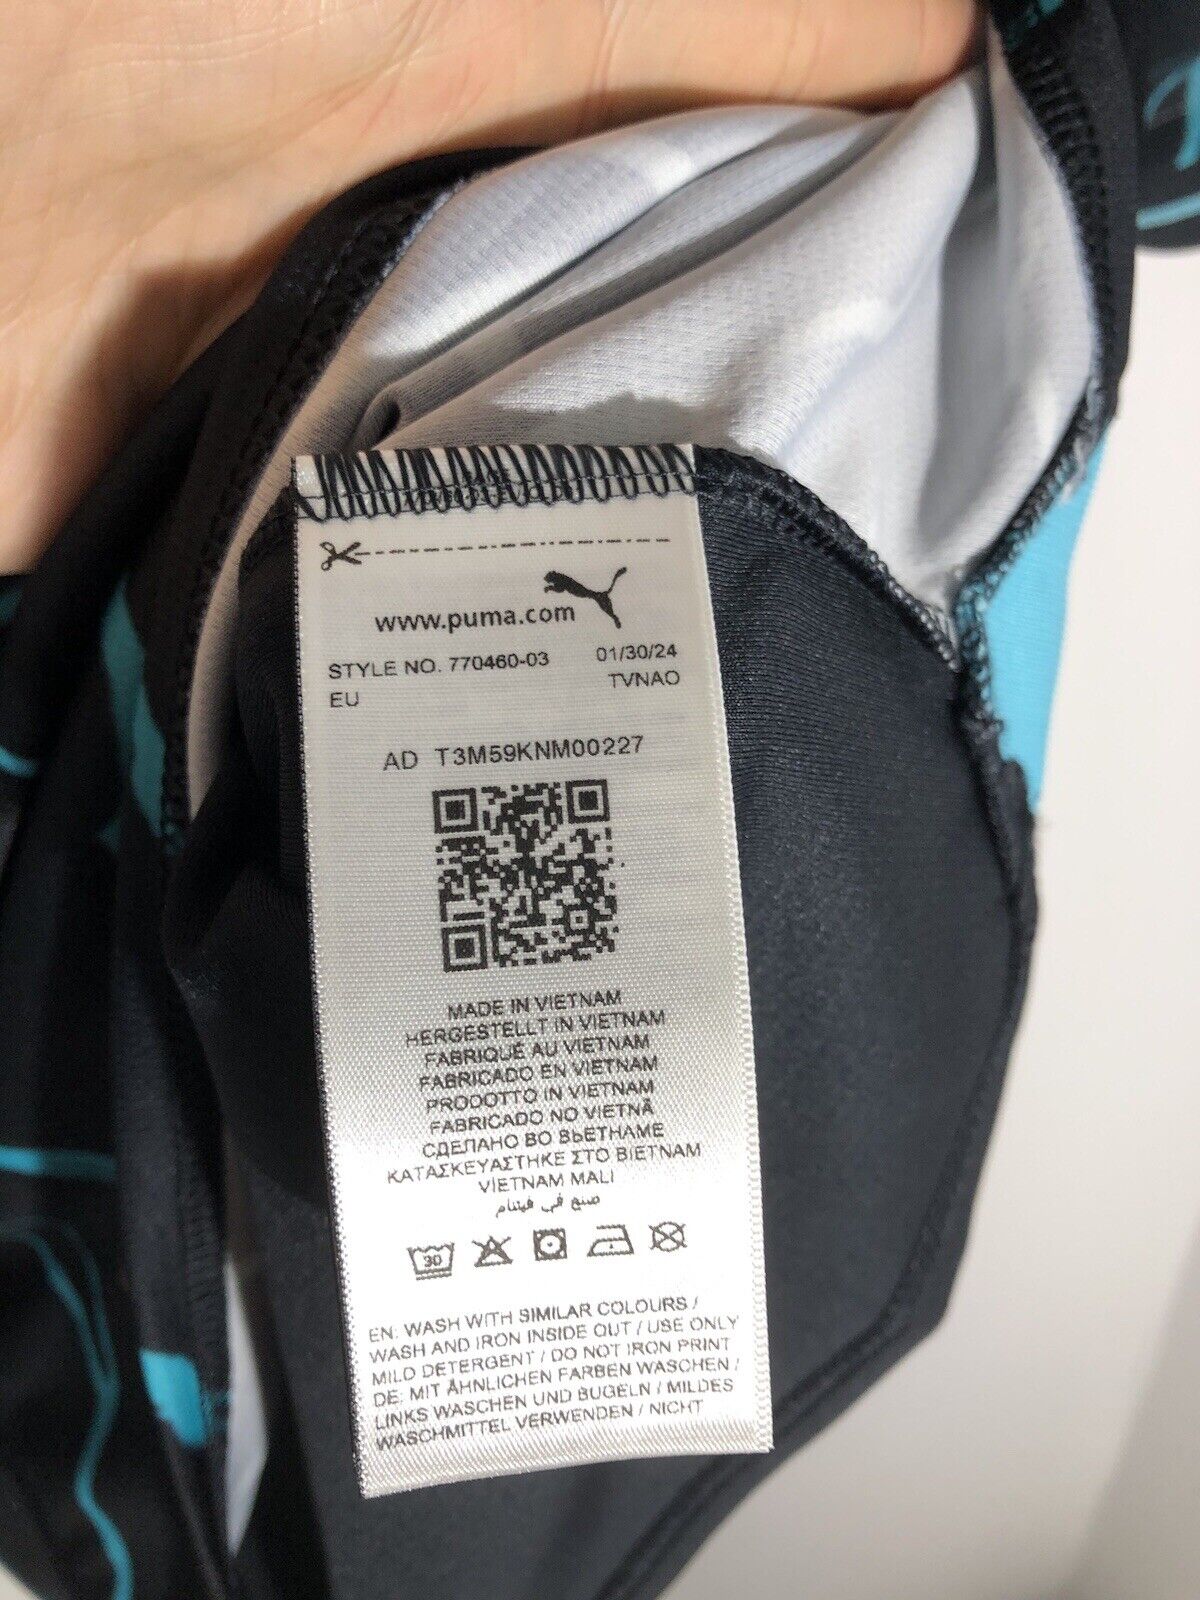 www.puma.com
STYLE NO. 770460-03 01/30/24
EU TVNAO
AD T3M59KNM00227
MADE IN VIETNAM
HERGESTELLT IN VIETNAM
FABRIQUÉ AU VIETNAM
FABRICADO EN VIETNAM
PRODOTTO IN VIETNAM
FABRICADO NO VIETNÃ
СДЕЛАНО ВО ВЬЕТНАМЕ
ΚΑΤΑΣΚΕΥΑΣΤΗΚΕ ΣΤΟ ΒΙΕΤΝΑΜ
VIETNAM MALI
صنع في فيتنام
30
EN: WASH WITH SIMILAR COLOURS /
WASH AND IRON INSIDE OUT / USE ONLY
MILD DETERGENT / DO NOT IRON PRINT
DE: MIT ÄHNLICHEN FARBEN WASCHEN /
LINKS WASCHEN UND BÜGELN / MILDES
WASCHMITTEL VERWENDEN / NICHT